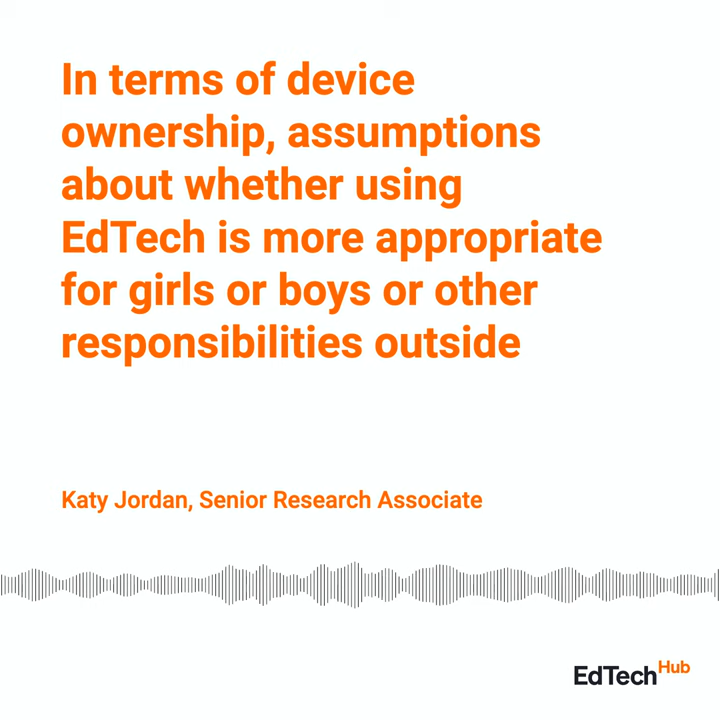 In terms of device
ownership, assumptions
about whether using
EdTech is more appropriate
for girls or boys or other
responsibilities outside
Katy Jordan, Senior Research Associate
EdTech Hub